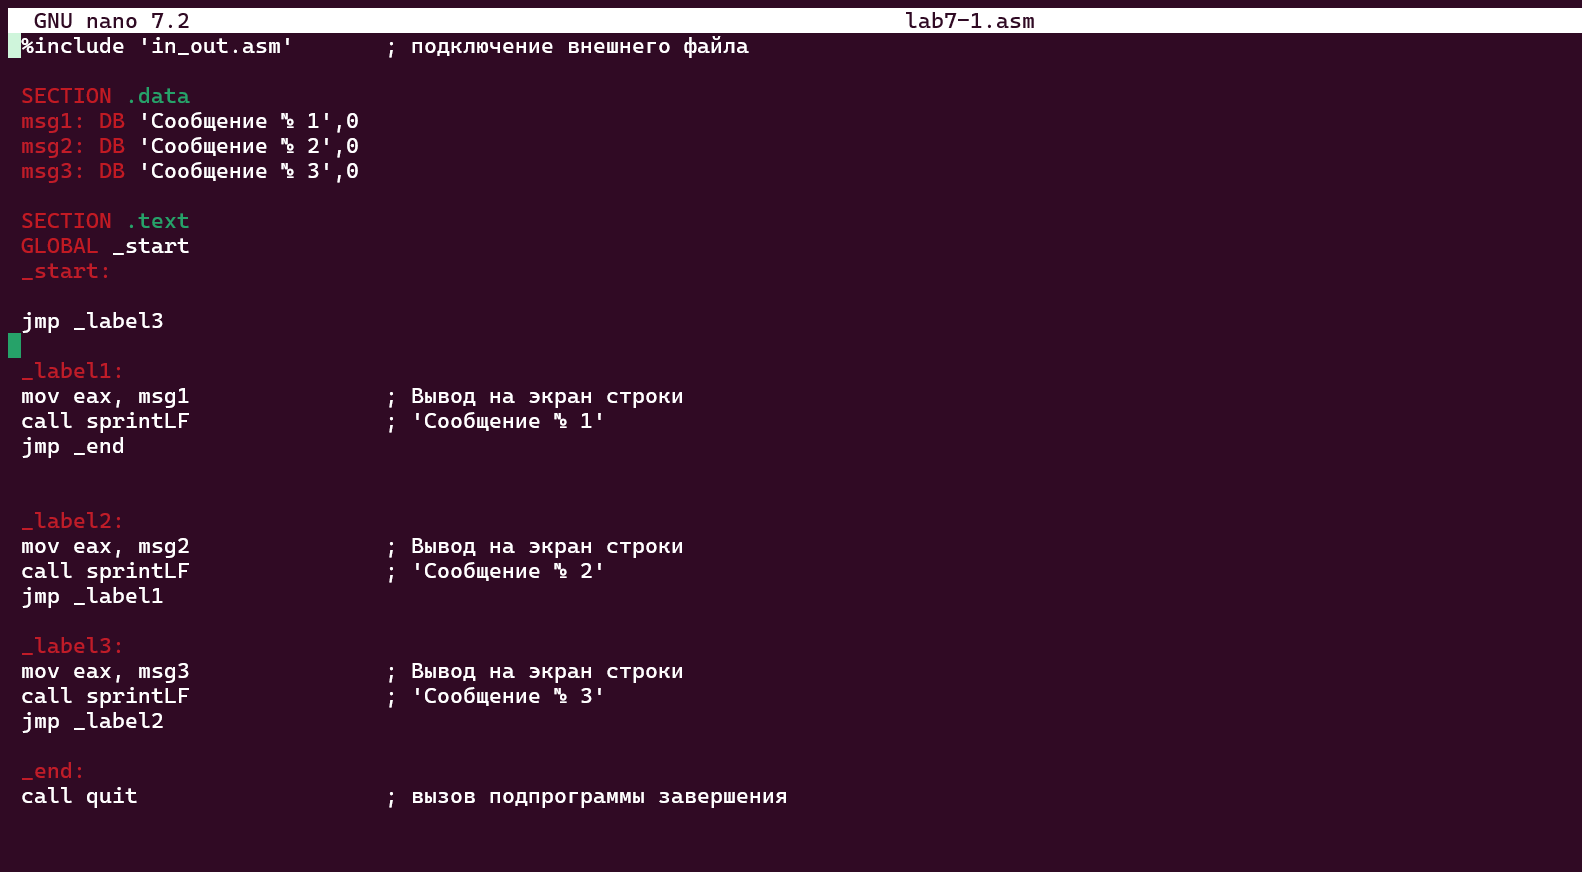 GNU nano 7.2 lab7-1.asm
%include 'in_out.asm' ; подключение внешнего файла
SECTION .data
msg1: DB 'Сообщение № 1',0
msg2: DB 'Сообщение № 2',0
msg3: DB 'Сообщение № 3',0
SECTION .text
GLOBAL _start
_start:
jmp _label3
_label1:
mov eax, msg1 ; Вывод на экран строки
call sprintLF ; 'Сообщение № 1'
jmp _end
_label2:
mov eax, msg2 ; Вывод на экран строки
call sprintLF ; 'Сообщение № 2'
jmp _label1
_label3:
mov eax, msg3 ; Вывод на экран строки
call sprintLF ; 'Сообщение № 3'
jmp _label2
_end:
call quit ; вызов подпрограммы завершения